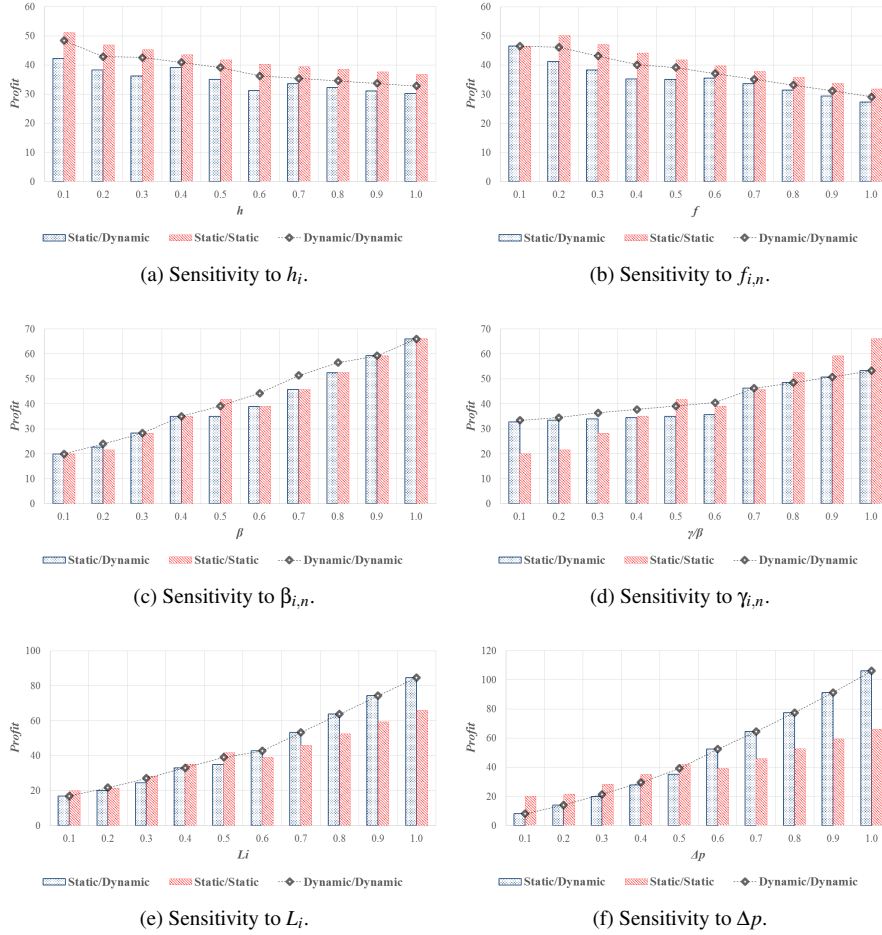 60
50
40
30
20
10
0
Profit
0.1 0.2 0.3 0.4 0.5 0.6 0.7 0.8 0.9 1.0
h
Static/Dynamic Static/Static Dynamic/Dynamic
(a) Sensitivity to hᵢ.
60
50
40
30
20
10
0
Profit
0.1 0.2 0.3 0.4 0.5 0.6 0.7 0.8 0.9 1.0
f
Static/Dynamic Static/Static Dynamic/Dynamic
(b) Sensitivity to f_{i,n}.
70
60
50
40
30
20
10
0
Profit
0.1 0.2 0.3 0.4 0.5 0.6 0.7 0.8 0.9 1.0
β
Static/Dynamic Static/Static Dynamic/Dynamic
(c) Sensitivity to β_{i,n}.
70
60
50
40
30
20
10
0
Profit
0.1 0.2 0.3 0.4 0.5 0.6 0.7 0.8 0.9 1.0
γ/β
Static/Dynamic Static/Static Dynamic/Dynamic
(d) Sensitivity to γ_{i,n}.
100
80
60
40
20
0
Profit
0.1 0.2 0.3 0.4 0.5 0.6 0.7 0.8 0.9 1.0
Li
Static/Dynamic Static/Static Dynamic/Dynamic
(e) Sensitivity to Lᵢ.
120
100
80
60
40
20
0
Profit
0.1 0.2 0.3 0.4 0.5 0.6 0.7 0.8 0.9 1.0
Δp
Static/Dynamic Static/Static Dynamic/Dynamic
(f) Sensitivity to Δp.